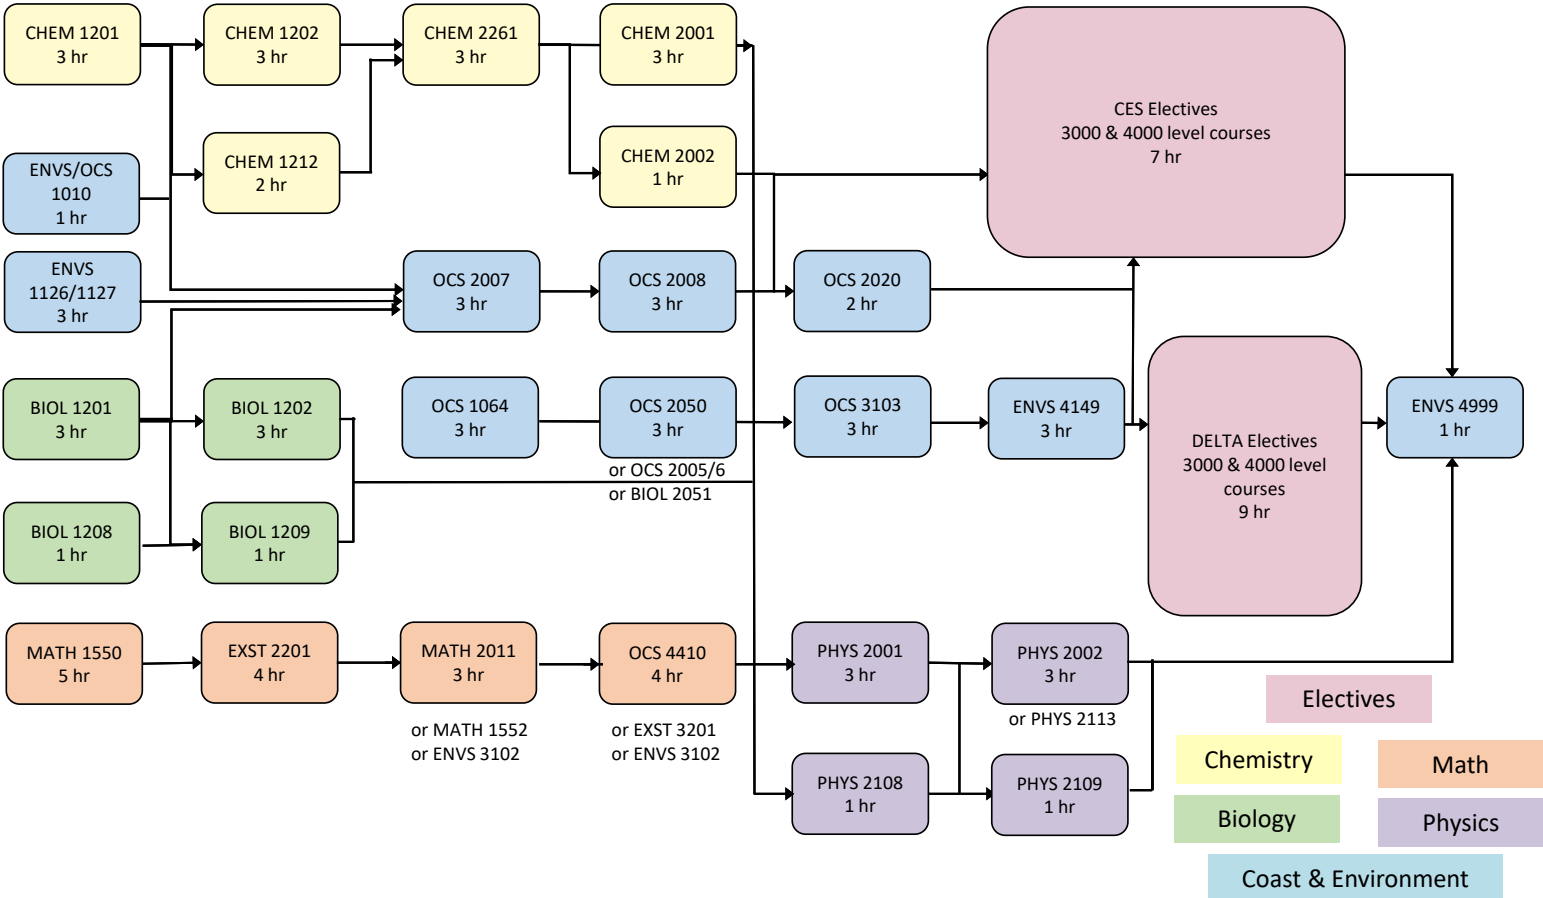 CHEM 1201
3 hr
CHEM 1202
3 hr
CHEM 2261
3 hr
CHEM 2001
3 hr
CES Electives
3000 & 4000 level courses
7 hr
CHEM 1212
2 hr
CHEM 2002
1 hr
ENVS/OCS
1010
1 hr
ENVS
1126/1127
3 hr
OCS 2007
3 hr
OCS 2008
3 hr
OCS 2020
2 hr
BIOL 1201
3 hr
BIOL 1202
3 hr
OCS 1064
3 hr
OCS 2050
3 hr
or OCS 2005/6
or BIOL 2051
OCS 3103
3 hr
ENVS 4149
3 hr
DELTA Electives
3000 & 4000 level
courses
9 hr
ENVS 4999
1 hr
BIOL 1208
1 hr
BIOL 1209
1 hr
MATH 1550
5 hr
EXST 2201
4 hr
MATH 2011
3 hr
or MATH 1552
or ENVS 3102
OCS 4410
4 hr
or EXST 3201
or ENVS 3102
PHYS 2001
3 hr
PHYS 2002
3 hr
or PHYS 2113
PHYS 2108
1 hr
PHYS 2109
1 hr
Electives
Chemistry
Math
Biology
Physics
Coast & Environment